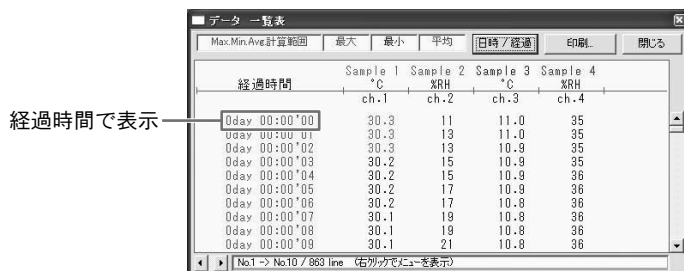 データ 一覧表
Max.Min.Avg.計算範囲 最大 最小 平均 日時／経過 印刷... 閉じる
Sample 1 Sample 2 Sample 3 Sample 4
経過時間 °C %RH °C %RH
ch.1 ch.2 ch.3 ch.4
経過時間で表示
0day 00:00'00 30.3 11 11.0 35
0day 00:00'01 30.3 13 11.0 35
0day 00:00'02 30.3 13 10.9 35
0day 00:00'03 30.2 15 10.9 35
0day 00:00'04 30.2 15 10.9 36
0day 00:00'05 30.2 17 10.9 36
0day 00:00'06 30.2 17 10.8 36
0day 00:00'07 30.1 19 10.8 36
0day 00:00'08 30.1 19 10.8 36
0day 00:00'09 30.1 21 10.8 36
No.1 -> No.10 / 863 line (右クリックでメニューを表示)